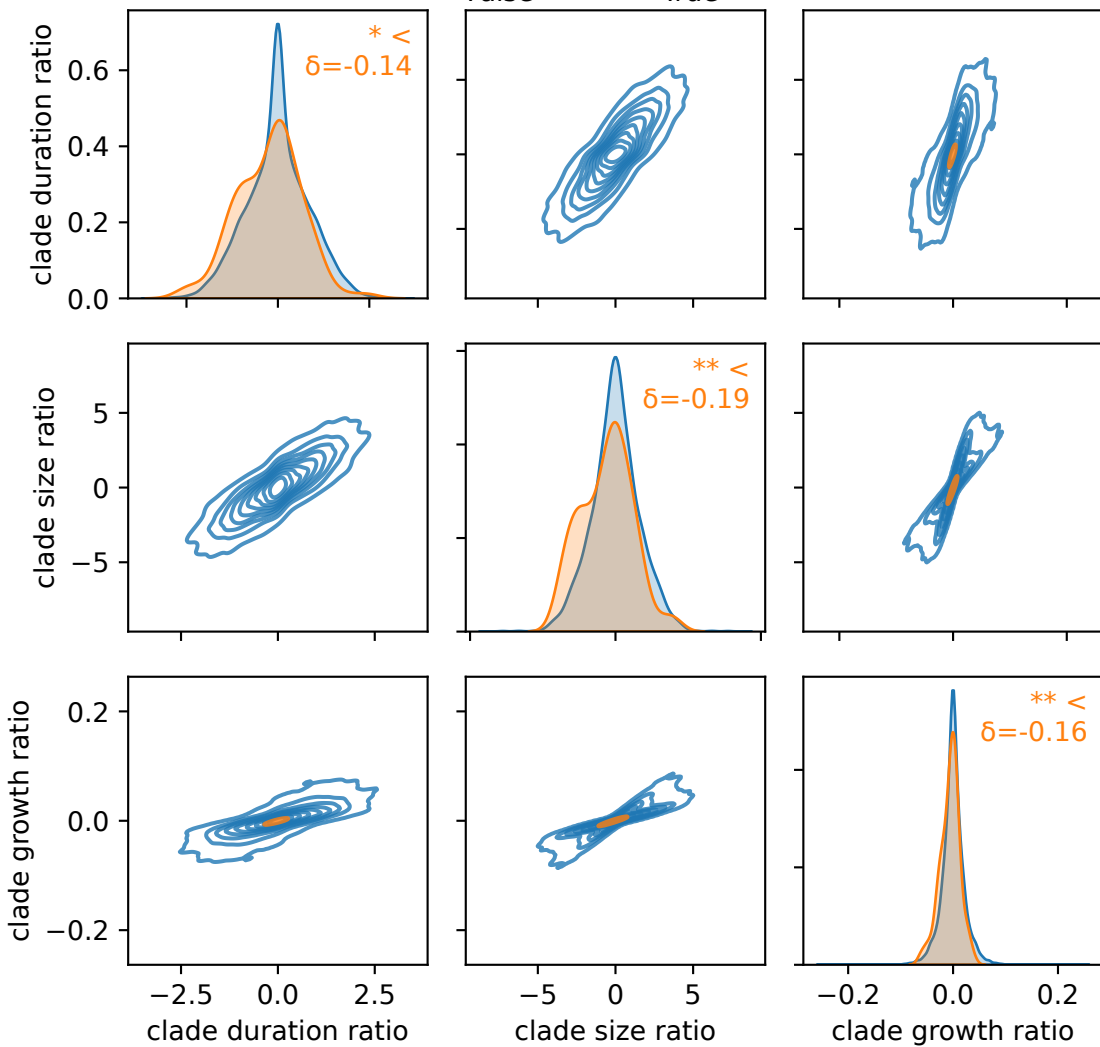 clade duration ratio
0.6
0.4
0.2
0.0
* <
δ=-0.14
clade size ratio
5
0
−5
** <
δ=-0.19
clade growth ratio
0.2
0.0
−0.2
** <
δ=-0.16
−2.5 0.0 2.5
clade duration ratio
−5 0 5
clade size ratio
−0.2 0.0 0.2
clade growth ratio